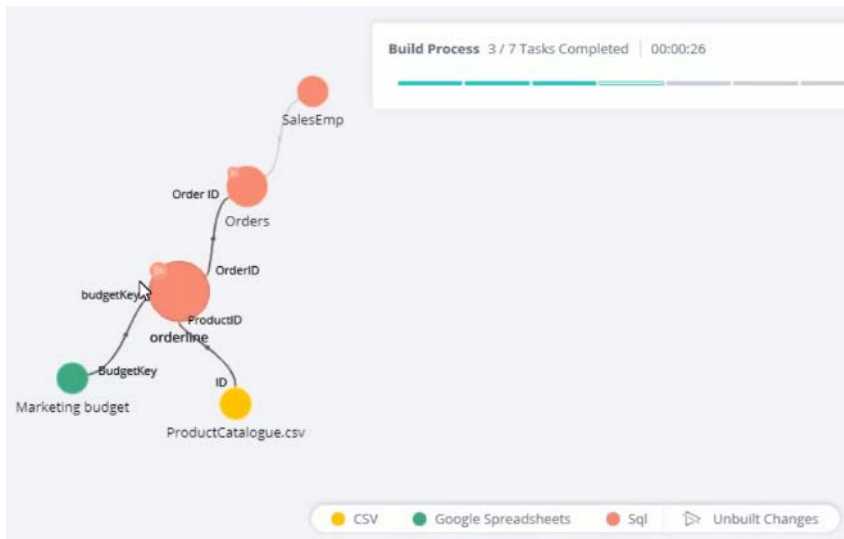 Build Process 3 / 7 Tasks Completed 00:00:26
SalesEmp
Order ID
Orders
OrderID
budgetKey
ProductID
orderline
BudgetKey
ID
Marketing budget
ProductCatalogue.csv
CSV Google Spreadsheets Sql Unbuilt Changes